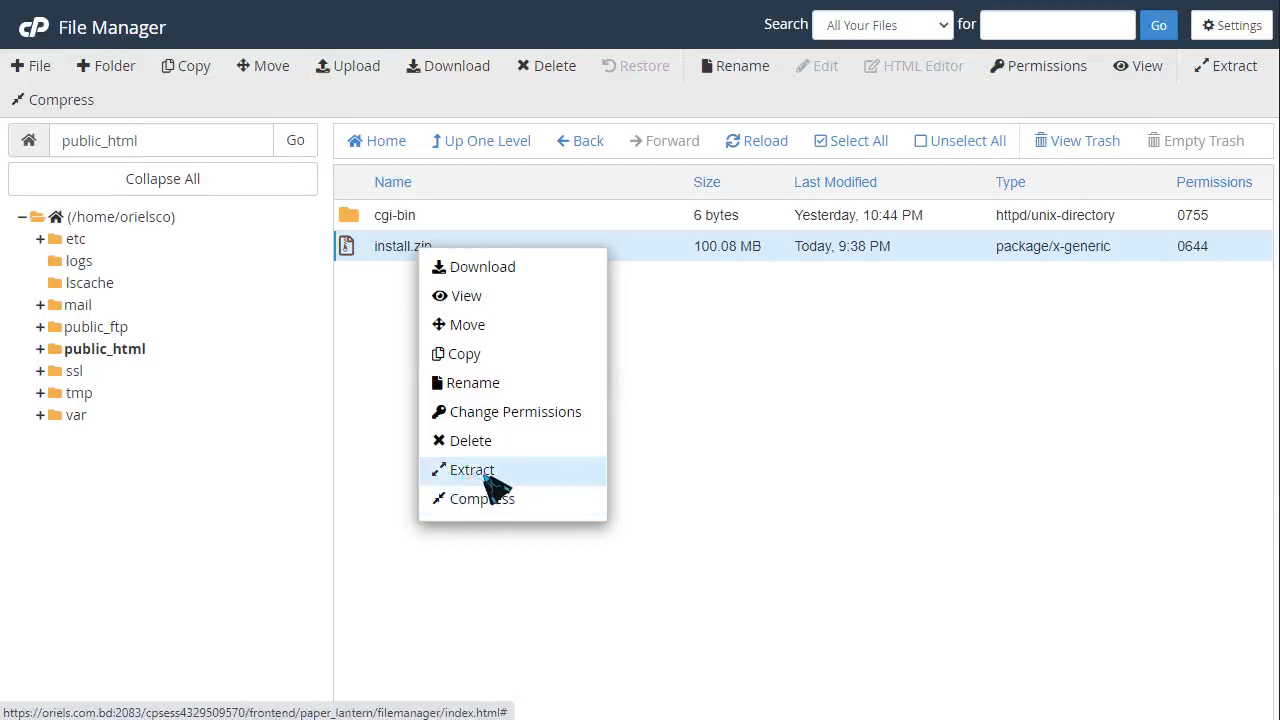 cP File Manager
Search All Your Files for Go Settings
File Folder Copy Move Upload Download Delete Restore Rename Edit HTML Editor Permissions View Extract
Compress
public_html Go
Home Up One Level Back Forward Reload Select All Unselect All View Trash Empty Trash
Collapse All
Name Size Last Modified Type Permissions
cgi-bin 6 bytes Yesterday, 10:44 PM httpd/unix-directory 0755
install.zip 100.08 MB Today, 9:38 PM package/x-generic 0644
(/home/orielsco)
etc
logs
lscache
mail
public_ftp
public_html
ssl
tmp
var
Download
View
Move
Copy
Rename
Change Permissions
Delete
Extract
Compress
https://oriels.com.bd:2083/cpsess4329509570/frontend/paper_lantern/filemanager/index.html#